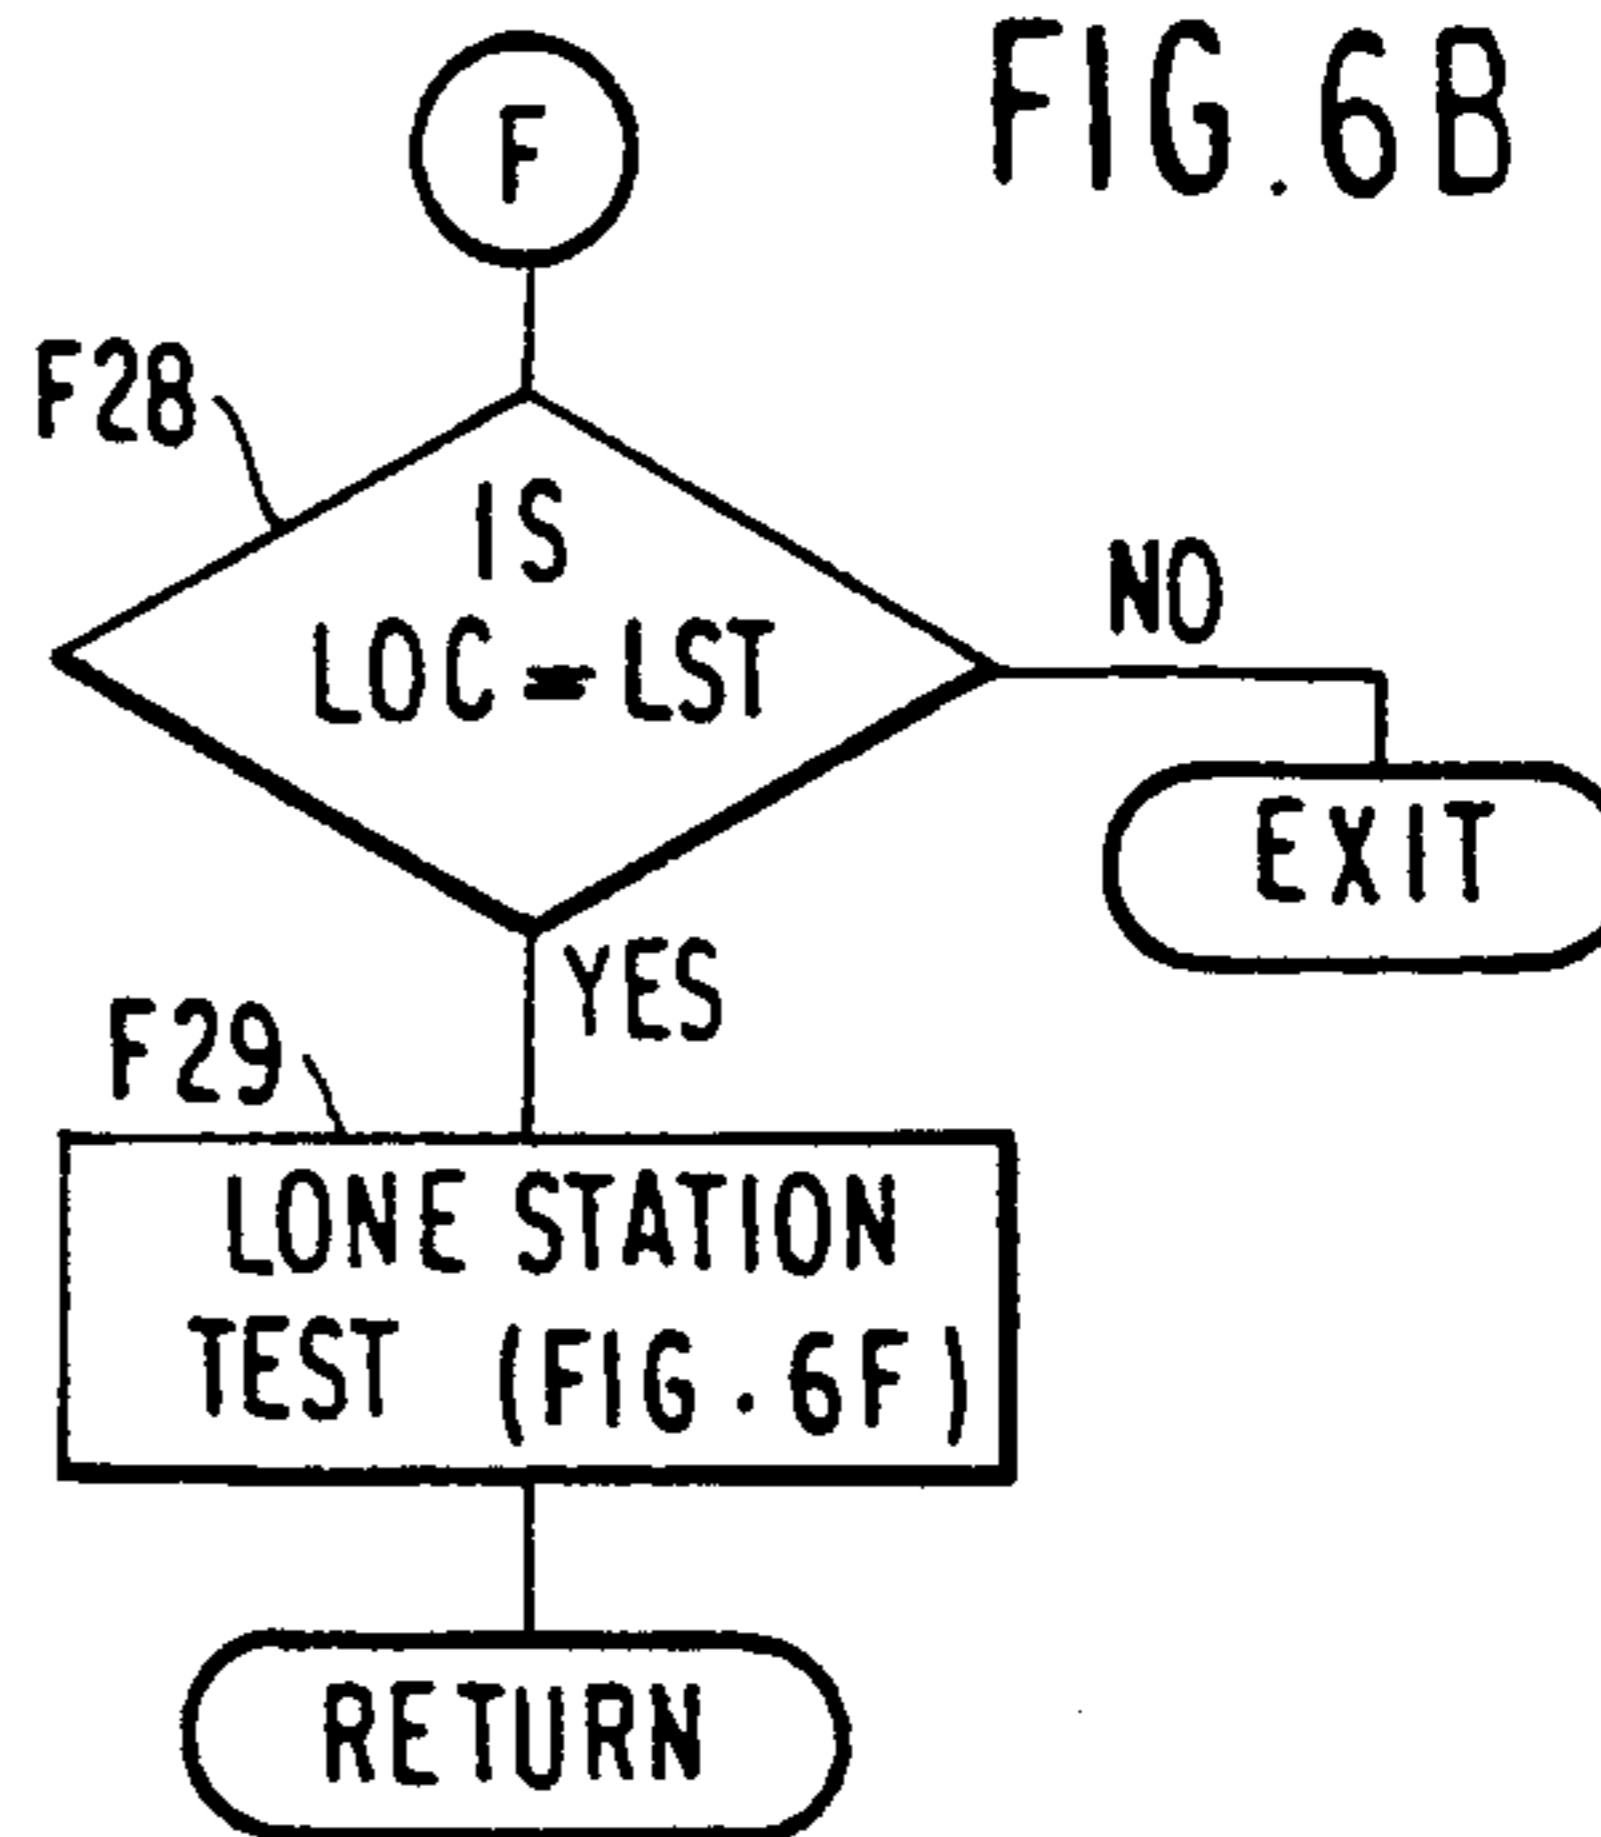 FIG. 6B
F
F28
IS
LOC = LST
NO
EXIT
YES
F29
LONE STATION
TEST (FIG. 6F)
RETURN